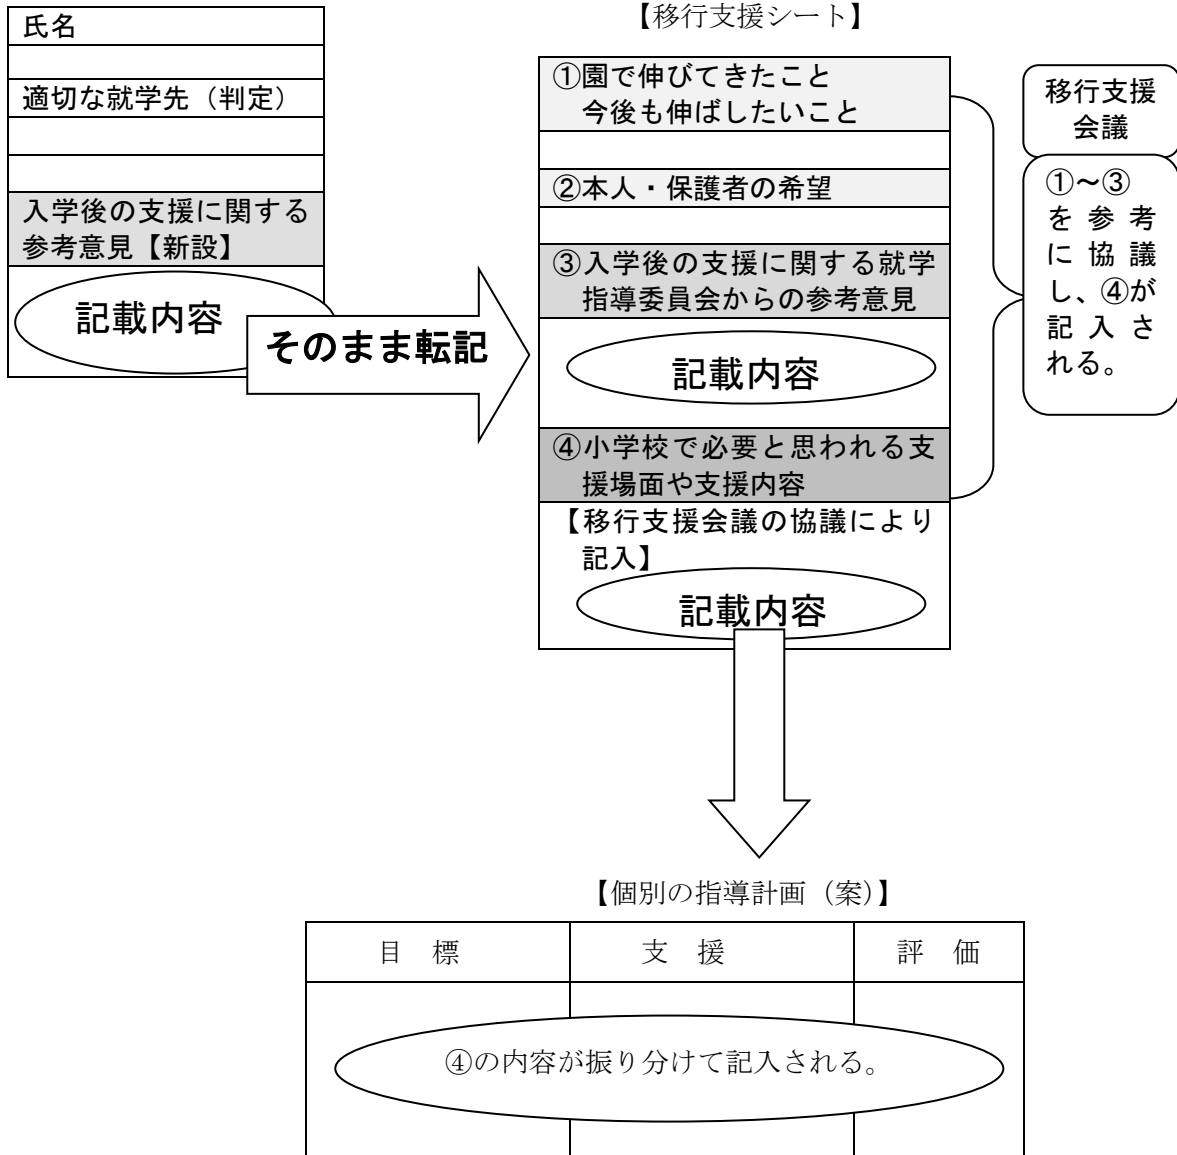 氏名
適切な就学先（判定）
入学後の支援に関する
参考意見【新設】
記載内容
そのまま転記
【移行支援シート】
①園で伸びてきたこと
今後も伸ばしたいこと
②本人・保護者の希望
③入学後の支援に関する就学
指導委員会からの参考意見
記載内容
④小学校で必要と思われる支
援場面や支援内容
【移行支援会議の協議により
記入】
記載内容
移行支援
会議
①～③
を参考
に協議
し、④が
記入さ
れる。
【個別の指導計画（案）】
目　標
支　援
評　価
④の内容が振り分けて記入される。